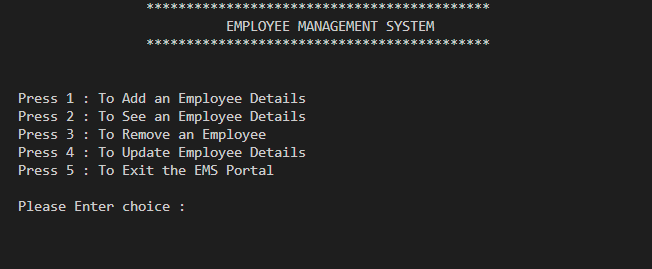 *******************************************
EMPLOYEE MANAGEMENT SYSTEM
*******************************************
Press 1 : To Add an Employee Details
Press 2 : To See an Employee Details
Press 3 : To Remove an Employee
Press 4 : To Update Employee Details
Press 5 : To Exit the EMS Portal
Please Enter choice :